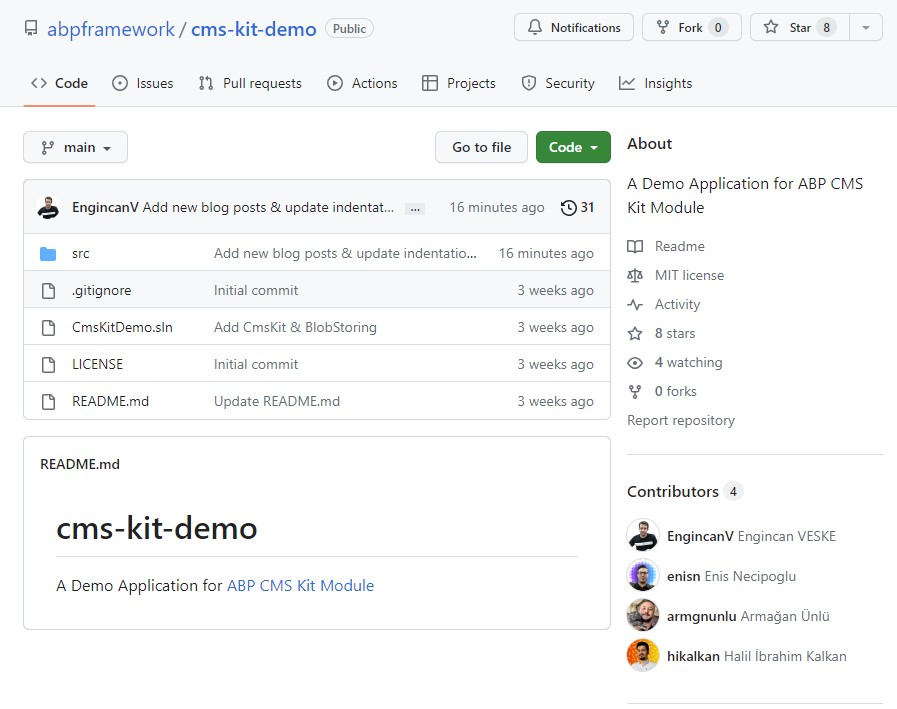 abpframework / cms-kit-demo Public Notifications Fork 0 Star 8
Code Issues Pull requests Actions Projects Security Insights
main Go to file Code
EngincanV Add new blog posts & update indentat... ... 16 minutes ago 31
src Add new blog posts & update indentatio... 16 minutes ago
.gitignore Initial commit 3 weeks ago
CmsKitDemo.sln Add CmsKit & BlobStoring 3 weeks ago
LICENSE Initial commit 3 weeks ago
README.md Update README.md 3 weeks ago
README.md
cms-kit-demo
A Demo Application for ABP CMS Kit Module
About
A Demo Application for ABP CMS
Kit Module
Readme
MIT license
Activity
8 stars
4 watching
0 forks
Report repository
Contributors 4
EngincanV Engincan VESKE
enisn Enis Necipoglu
armgnunlu Armağan Ünlü
hikalkan Halil İbrahim Kalkan